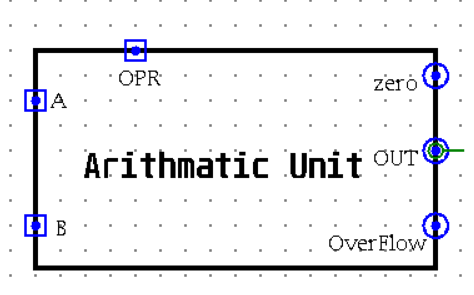 OPR
zero
A
Arithmatic Unit
OUT
B
OverFlow